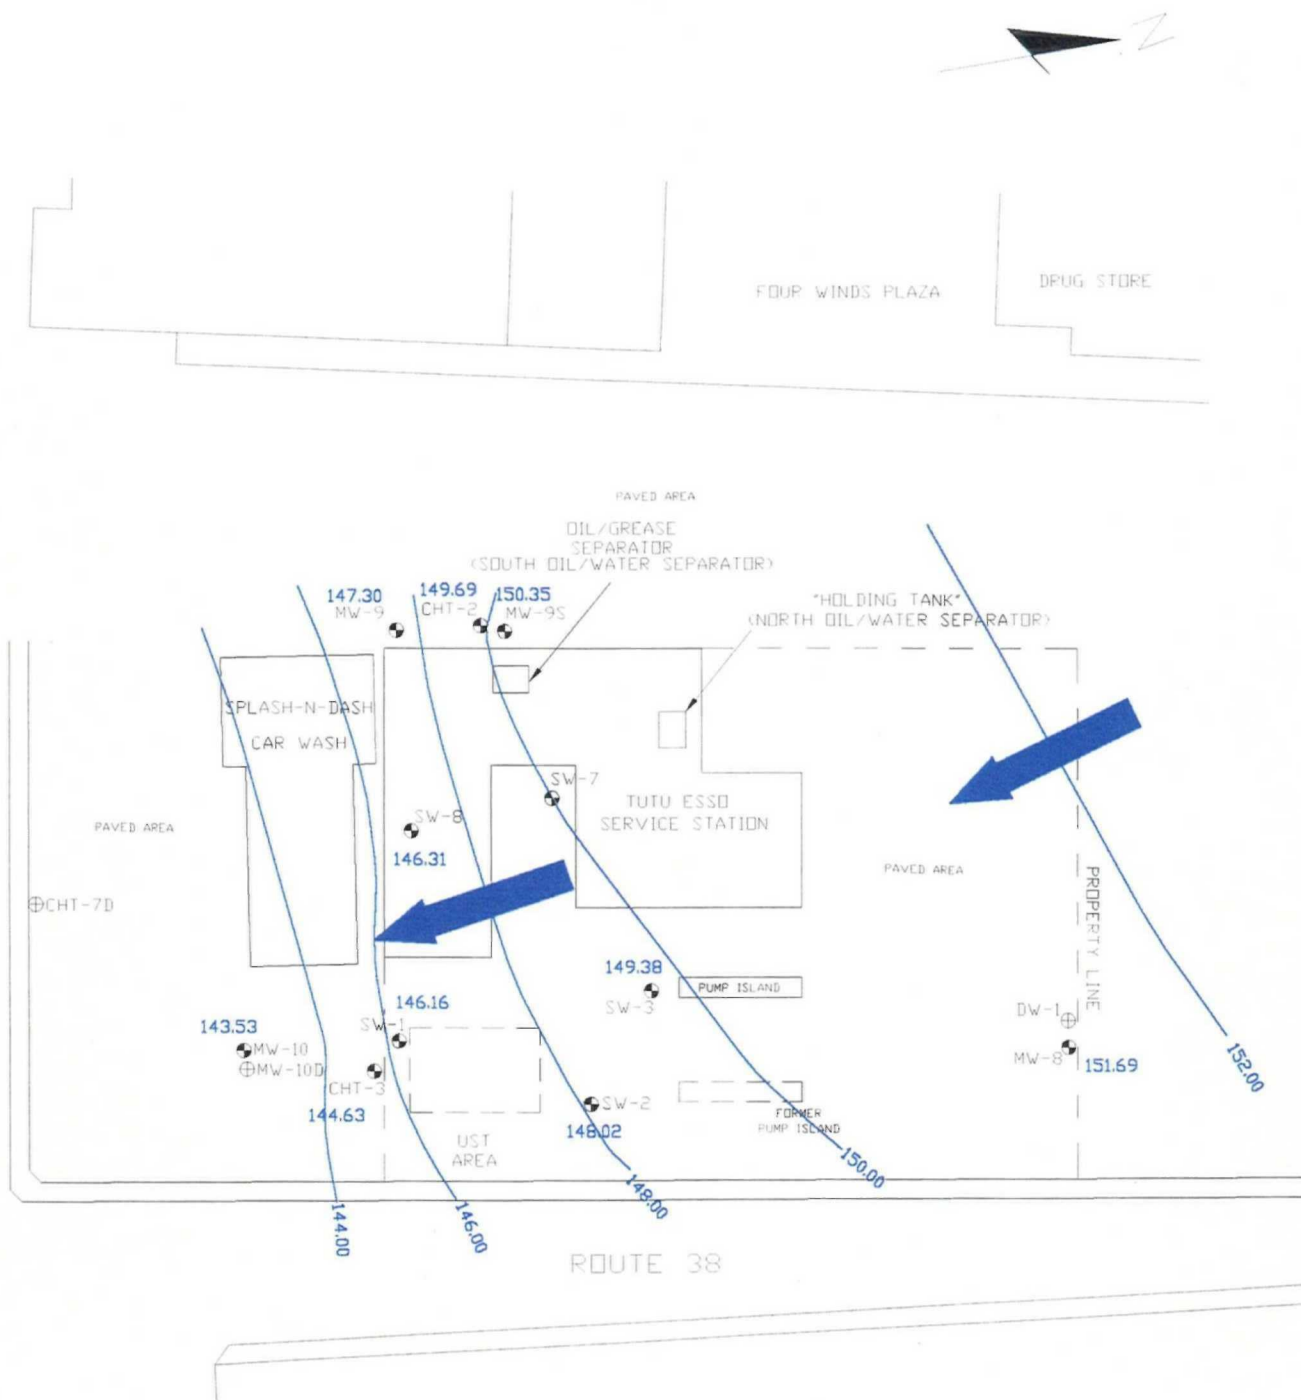 N
FOUR WINDS PLAZA
DRUG STORE
PAVED AREA
OIL/GREASE
SEPARATOR
(SOUTH OIL/WATER SEPARATOR)
147.30
MW-9
149.69
CHT-2
150.35
MW-9S
"HOLDING TANK"
(NORTH OIL/WATER SEPARATOR)
SPLASH-N-DASH
CAR WASH
SW-7
TUTU ESSO
SERVICE STATION
PAVED AREA
SW-8
146.31
PAVED AREA
PROPERTY LINE
CHT-7D
149.38
SW-3
PUMP ISLAND
146.16
SW-1
143.53
MW-10
MW-10D
CHT-3
144.63
DW-1
MW-8
151.69
152.00
SW-2
148.02
FORMER
PUMP ISLAND
UST
AREA
150.00
148.00
146.00
144.00
ROUTE 38